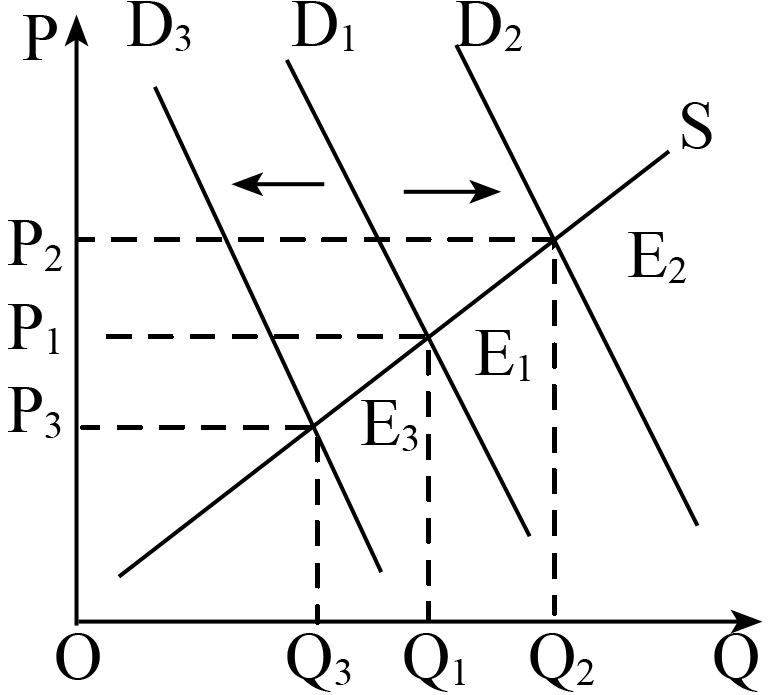 P
D₃ D₁ D₂
S
P₂
E₂
P₁
E₁
P₃
E₃
O Q₃ Q₁ Q₂ Q